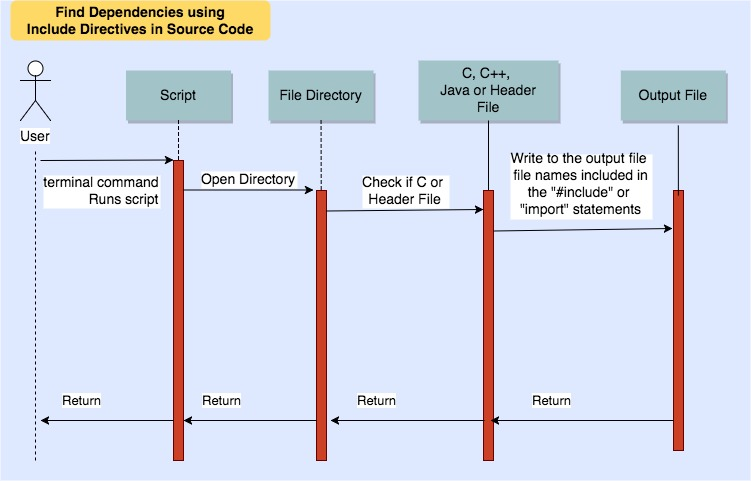 Find Dependencies using
Include Directives in Source Code
User
Script
File Directory
C, C++,
Java or Header
File
Output File
terminal command
Runs script
Open Directory
Check if C or
Header File
Write to the output file
file names included in
the "#include" or
"import" statements
Return
Return
Return
Return